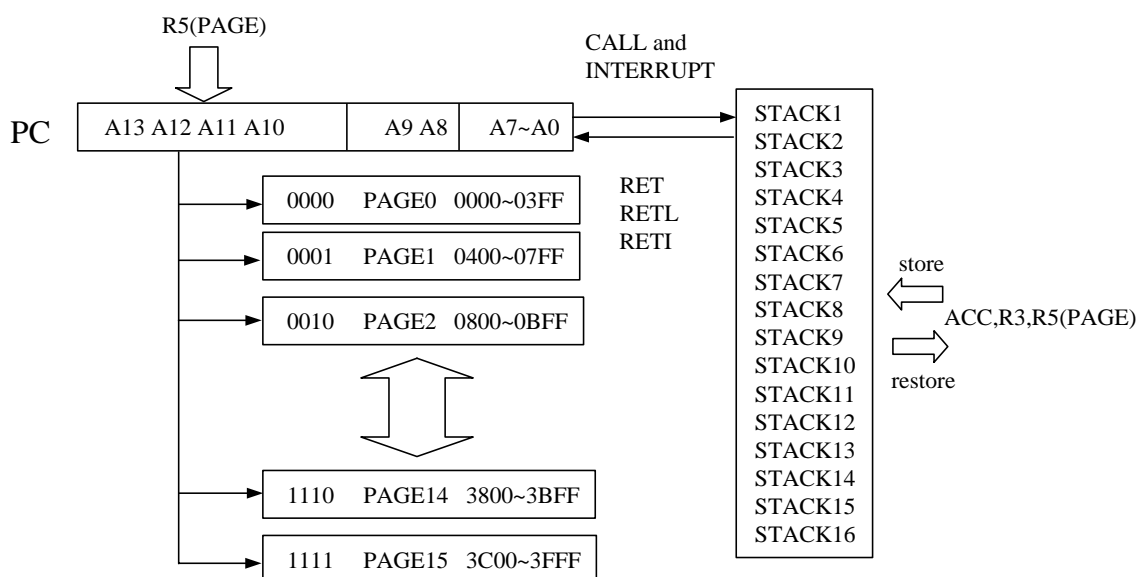 R5(PAGE)
CALL and
INTERRUPT
PC
A13 A12 A11 A10
A9 A8
A7~A0
0000 PAGE0 0000~03FF
0001 PAGE1 0400~07FF
0010 PAGE2 0800~0BFF
1110 PAGE14 3800~3BFF
1111 PAGE15 3C00~3FFF
RET
RETL
RETI
STACK1
STACK2
STACK3
STACK4
STACK5
STACK6
STACK7
STACK8
STACK9
STACK10
STACK11
STACK12
STACK13
STACK14
STACK15
STACK16
store
ACC,R3,R5(PAGE)
restore